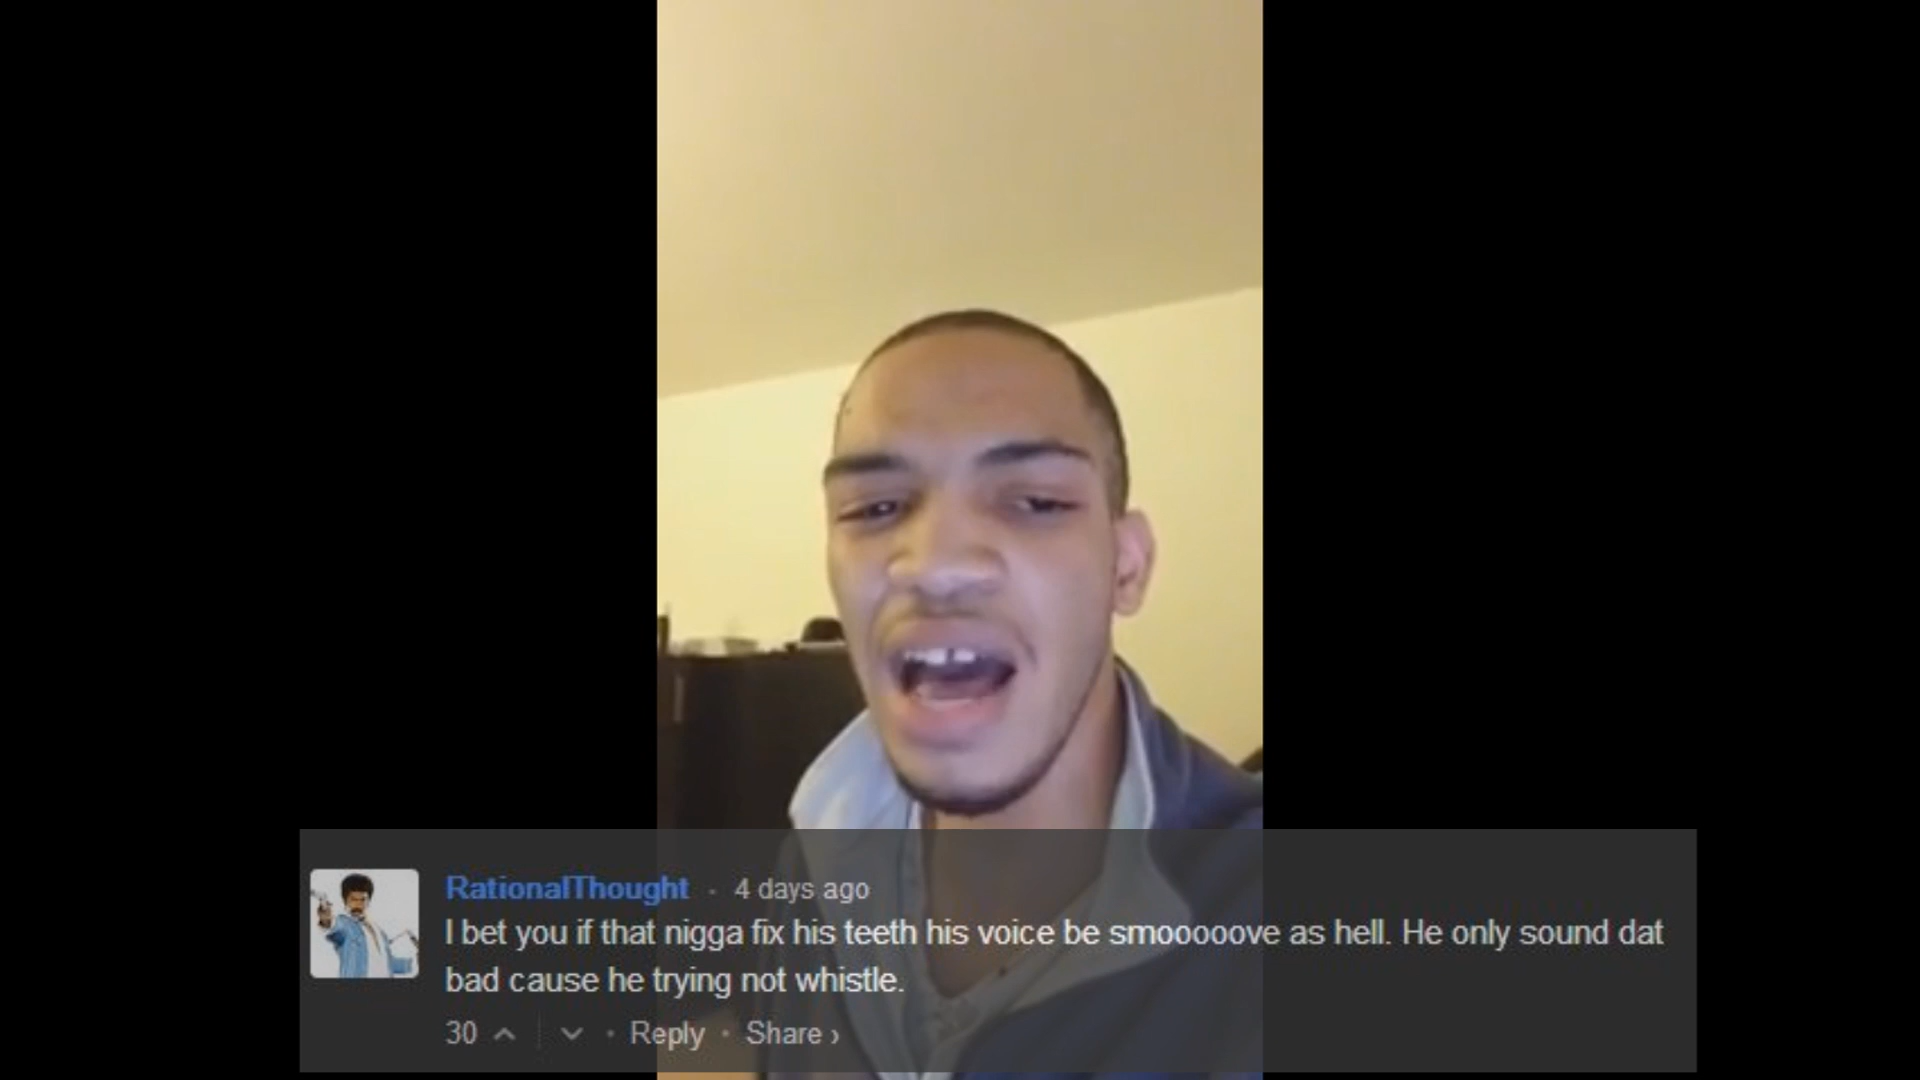 RationalThought · 4 days ago
I bet you if that nigga fix his teeth his voice be smooooove as hell. He only sound dat
bad cause he trying not whistle.
30 · Reply · Share ›